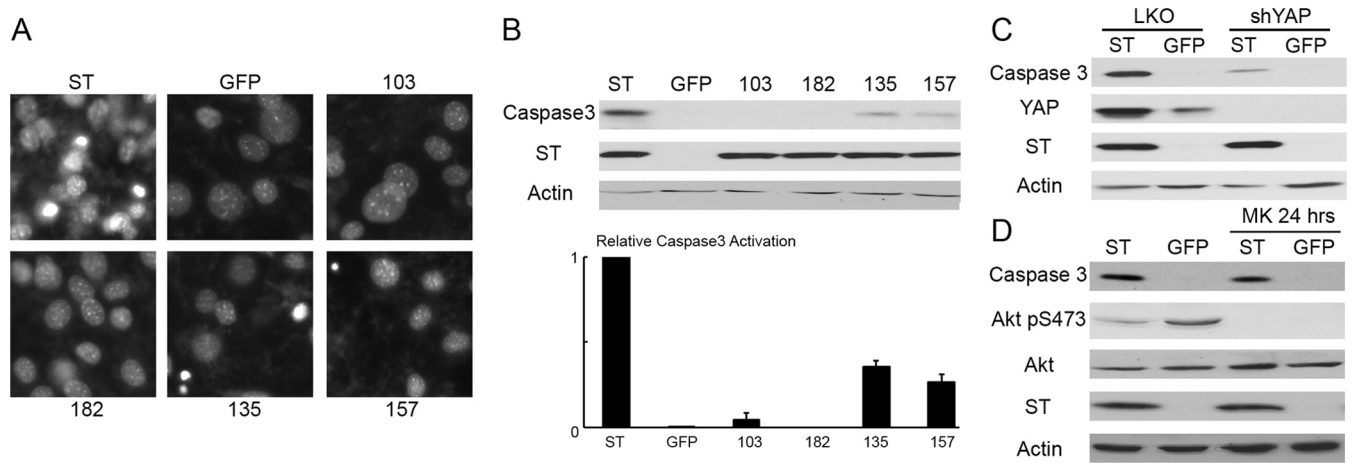 A
ST GFP 103
182 135 157
B
ST GFP 103 182 135 157
Caspase3
ST
Actin
Relative Caspase3 Activation
1
0
ST GFP 103 182 135 157
C
LKO shYAP
ST GFP ST GFP
Caspase 3
YAP
ST
Actin
D
MK 24 hrs
ST GFP ST GFP
Caspase 3
Akt pS473
Akt
ST
Actin